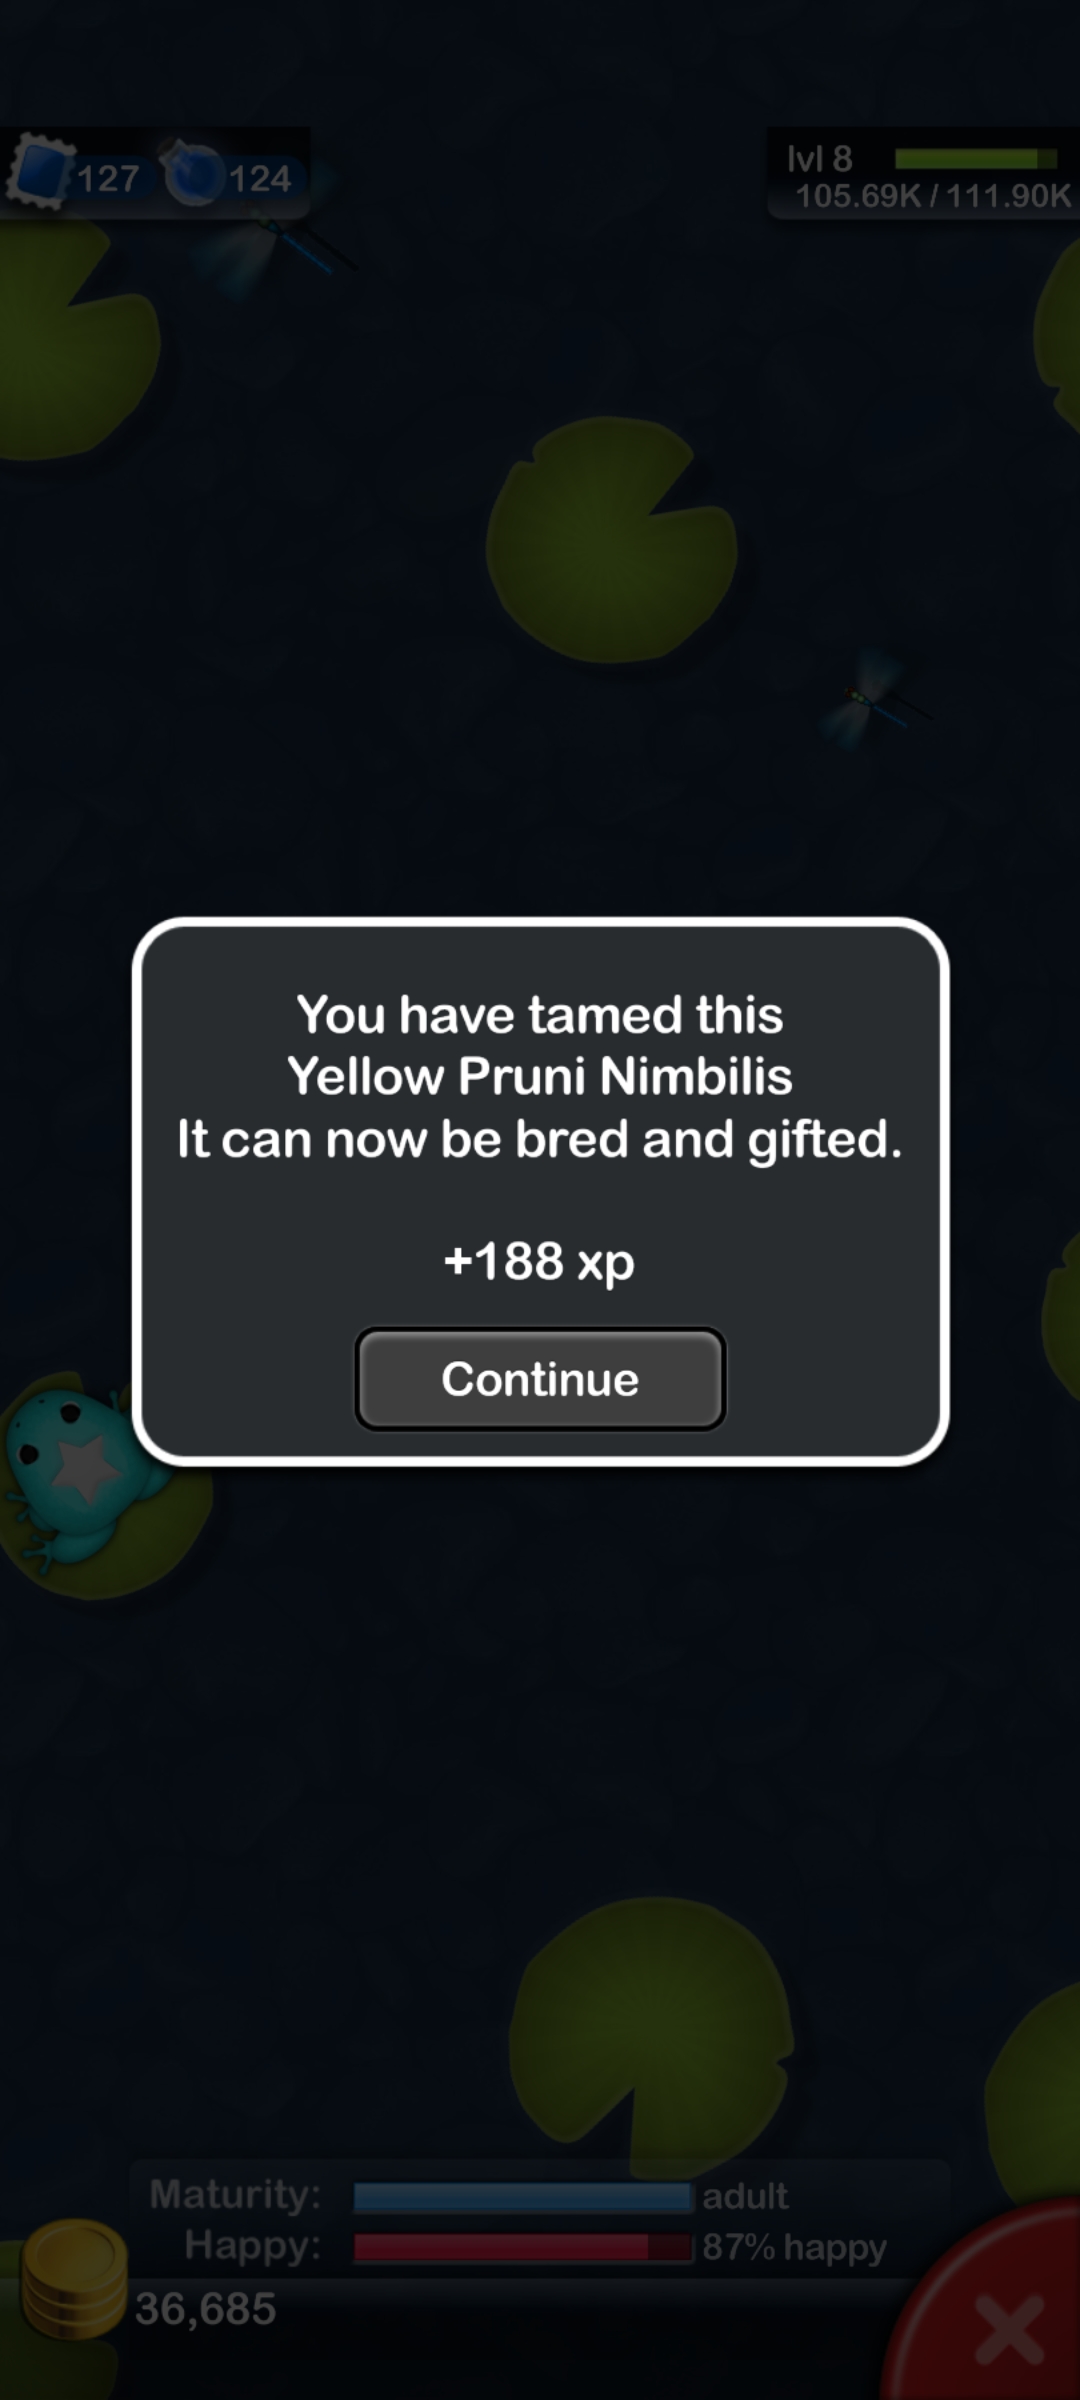 127
124
lvl 8
105.69K / 111.90K
You have tamed this
Yellow Pruni Nimbilis
It can now be bred and gifted.
+188 xp
Continue
Maturity:
adult
Happy:
87% happy
36,685